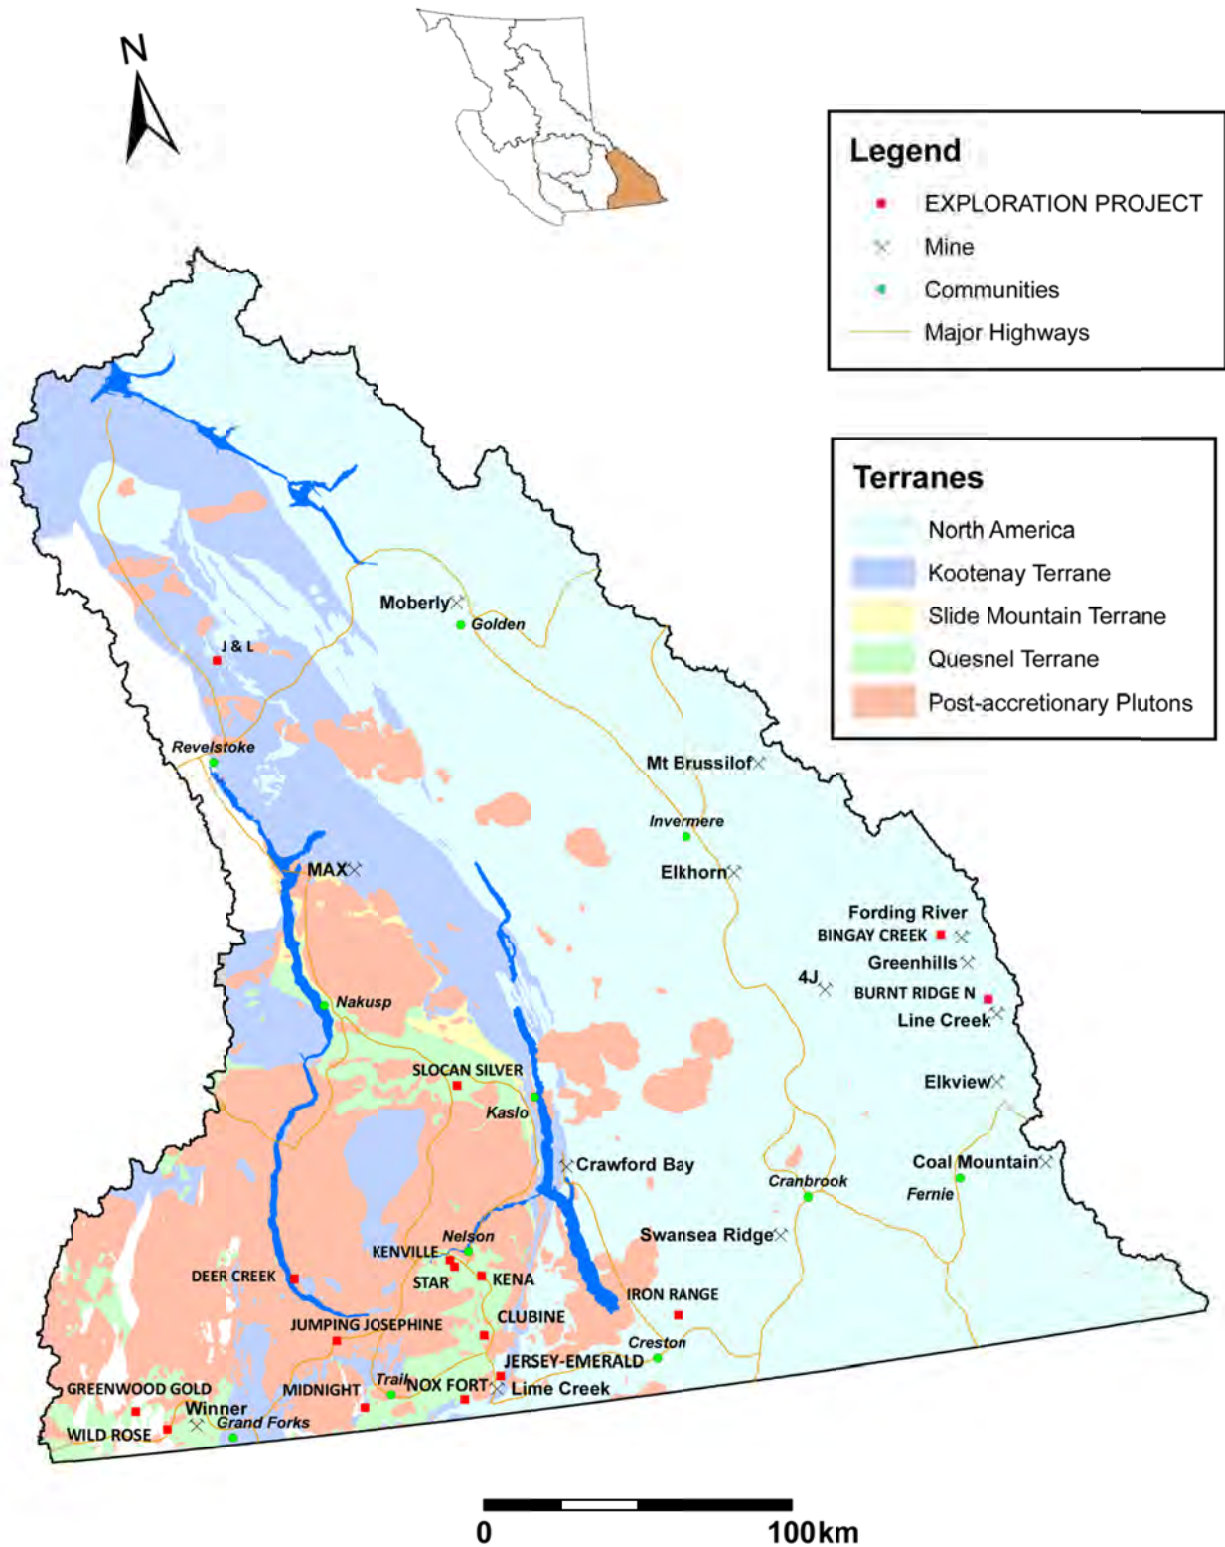 N
Legend
EXPLORATION PROJECT
Mine
Communities
Major Highways
Terranes
North America
Kootenay Terrane
Slide Mountain Terrane
Quesnel Terrane
Post-accretionary Plutons
Moberly
Golden
J & L
Revelstoke
Mt Brussilof
Invermere
MAX
Elkhorn
Fording River
BINGAY CREEK
Greenhills
4J
BURNT RIDGE N
Line Creek
Nakusp
SLOCAN SILVER
Kaslo
Elkview
Crawford Bay
Coal Mountain
Cranbrook
Fernie
Nelson
Swansea Ridge
KENVILLE
DEER CREEK
STAR
KENA
IRON RANGE
JUMPING JOSEPHINE
CLUBINE
Creston
JERSEY-EMERALD
GREENWOOD GOLD
MIDNIGHT
Trail
NOX FORT
Lime Creek
Winner
Grand Forks
WILD ROSE
0
100km